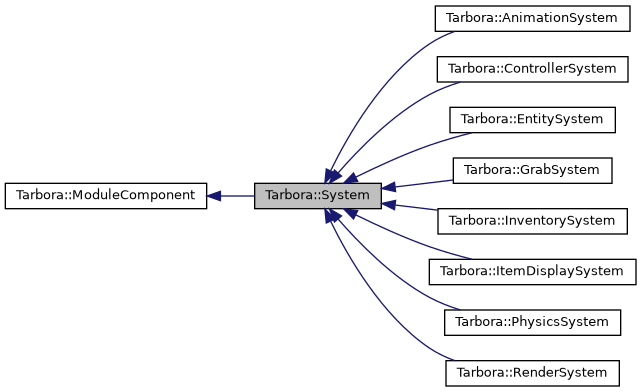 Tarbora::AnimationSystem
Tarbora::ControllerSystem
Tarbora::EntitySystem
Tarbora::GrabSystem
Tarbora::ModuleComponent
Tarbora::System
Tarbora::InventorySystem
Tarbora::ItemDisplaySystem
Tarbora::PhysicsSystem
Tarbora::RenderSystem